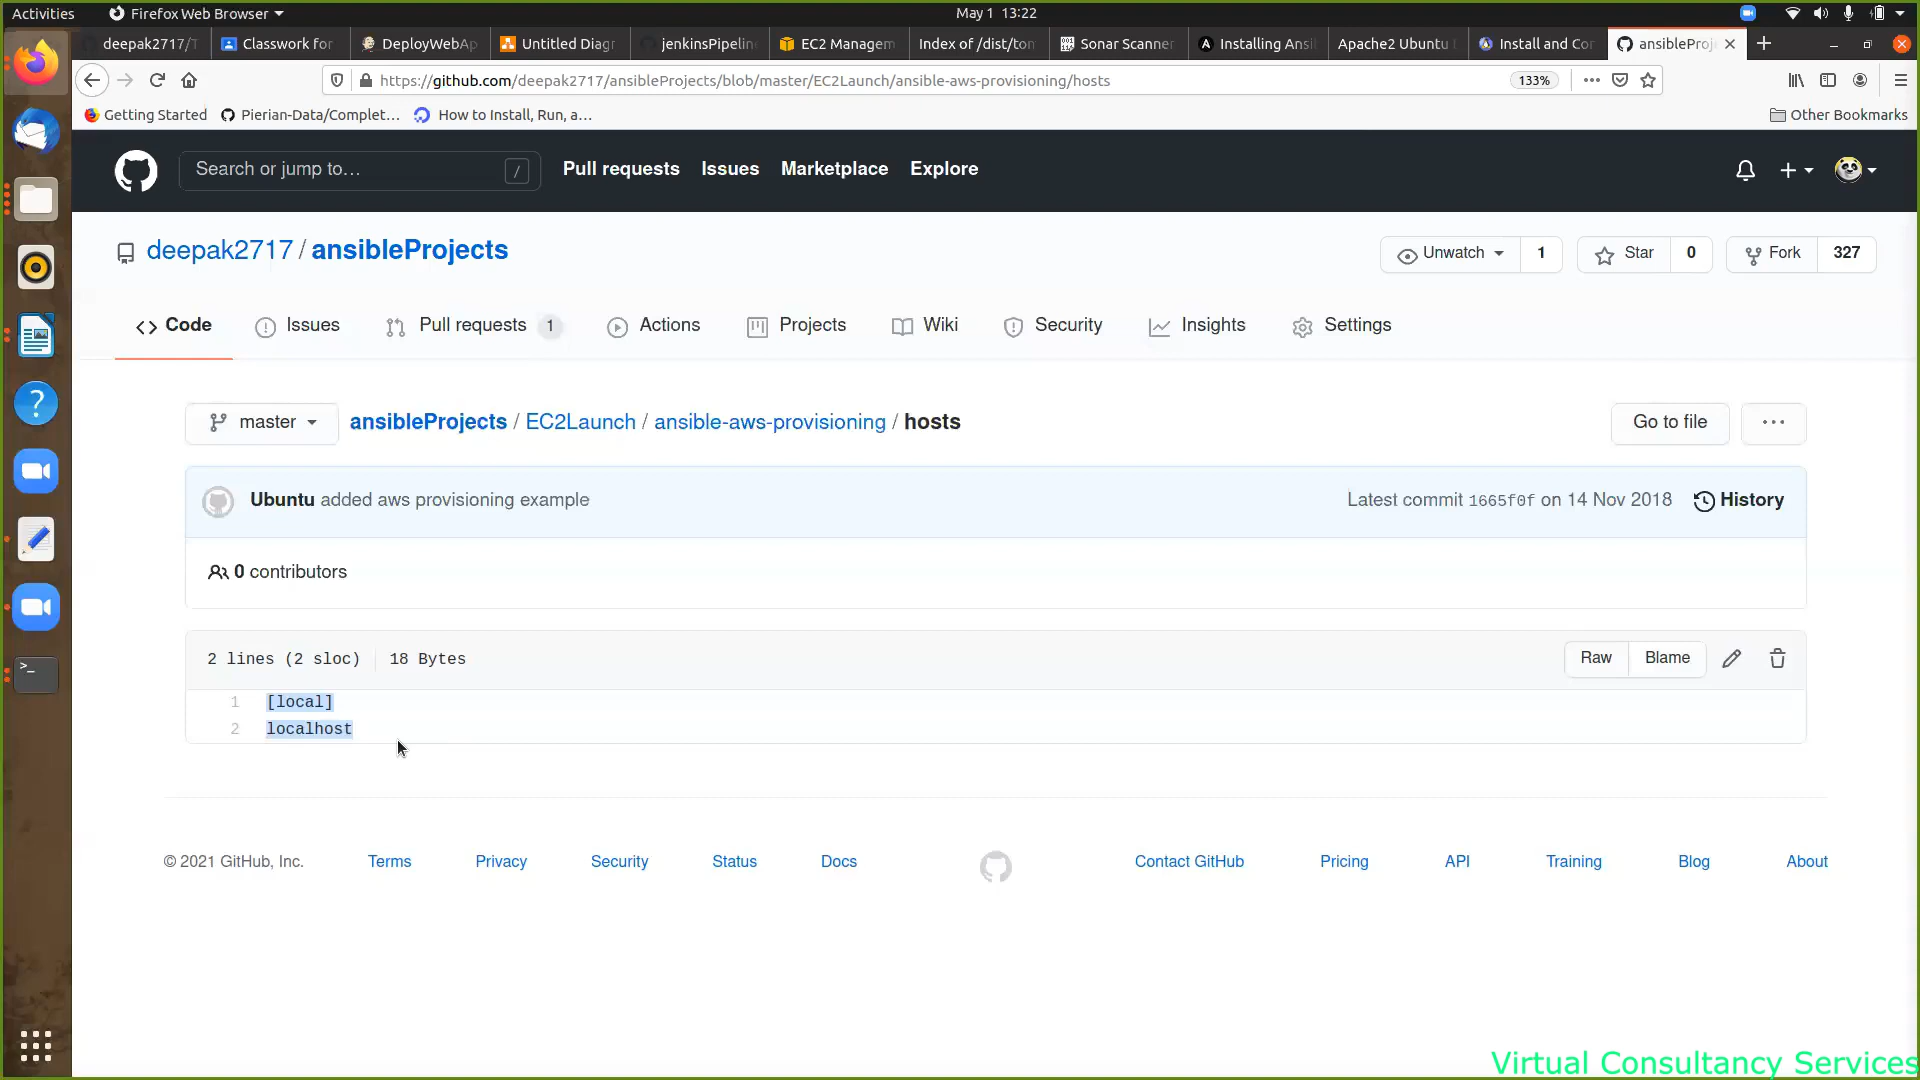 Activities
Firefox Web Browser
May 1 13:22
deepak2717/T
Classwork for
DeployWebAp
Untitled Diagr
jenkinsPipelin
EC2 Managem
Index of /dist/tom
Sonar Scanner
Installing Ansi
Apache2 Ubuntu
Install and Con
ansibleProj
https://github.com/deepak2717/ansibleProjects/blob/master/EC2Launch/ansible-aws-provisioning/hosts
133%
Getting Started
Pierian-Data/Complet...
How to Install, Run, a...
Other Bookmarks
Search or jump to...
/
Pull requests
Issues
Marketplace
Explore
deepak2717 / ansibleProjects
Unwatch 1
Star 0
Fork 327
Code
Issues
Pull requests 1
Actions
Projects
Wiki
Security
Insights
Settings
master
ansibleProjects / EC2Launch / ansible-aws-provisioning / hosts
Go to file
Ubuntu added aws provisioning example
Latest commit 1665f0f on 14 Nov 2018
History
0 contributors
2 lines (2 sloc)
18 Bytes
Raw
Blame
1 [local]
2 localhost
© 2021 GitHub, Inc.
Terms
Privacy
Security
Status
Docs
Contact GitHub
Pricing
API
Training
Blog
About
Virtual Consultancy Services